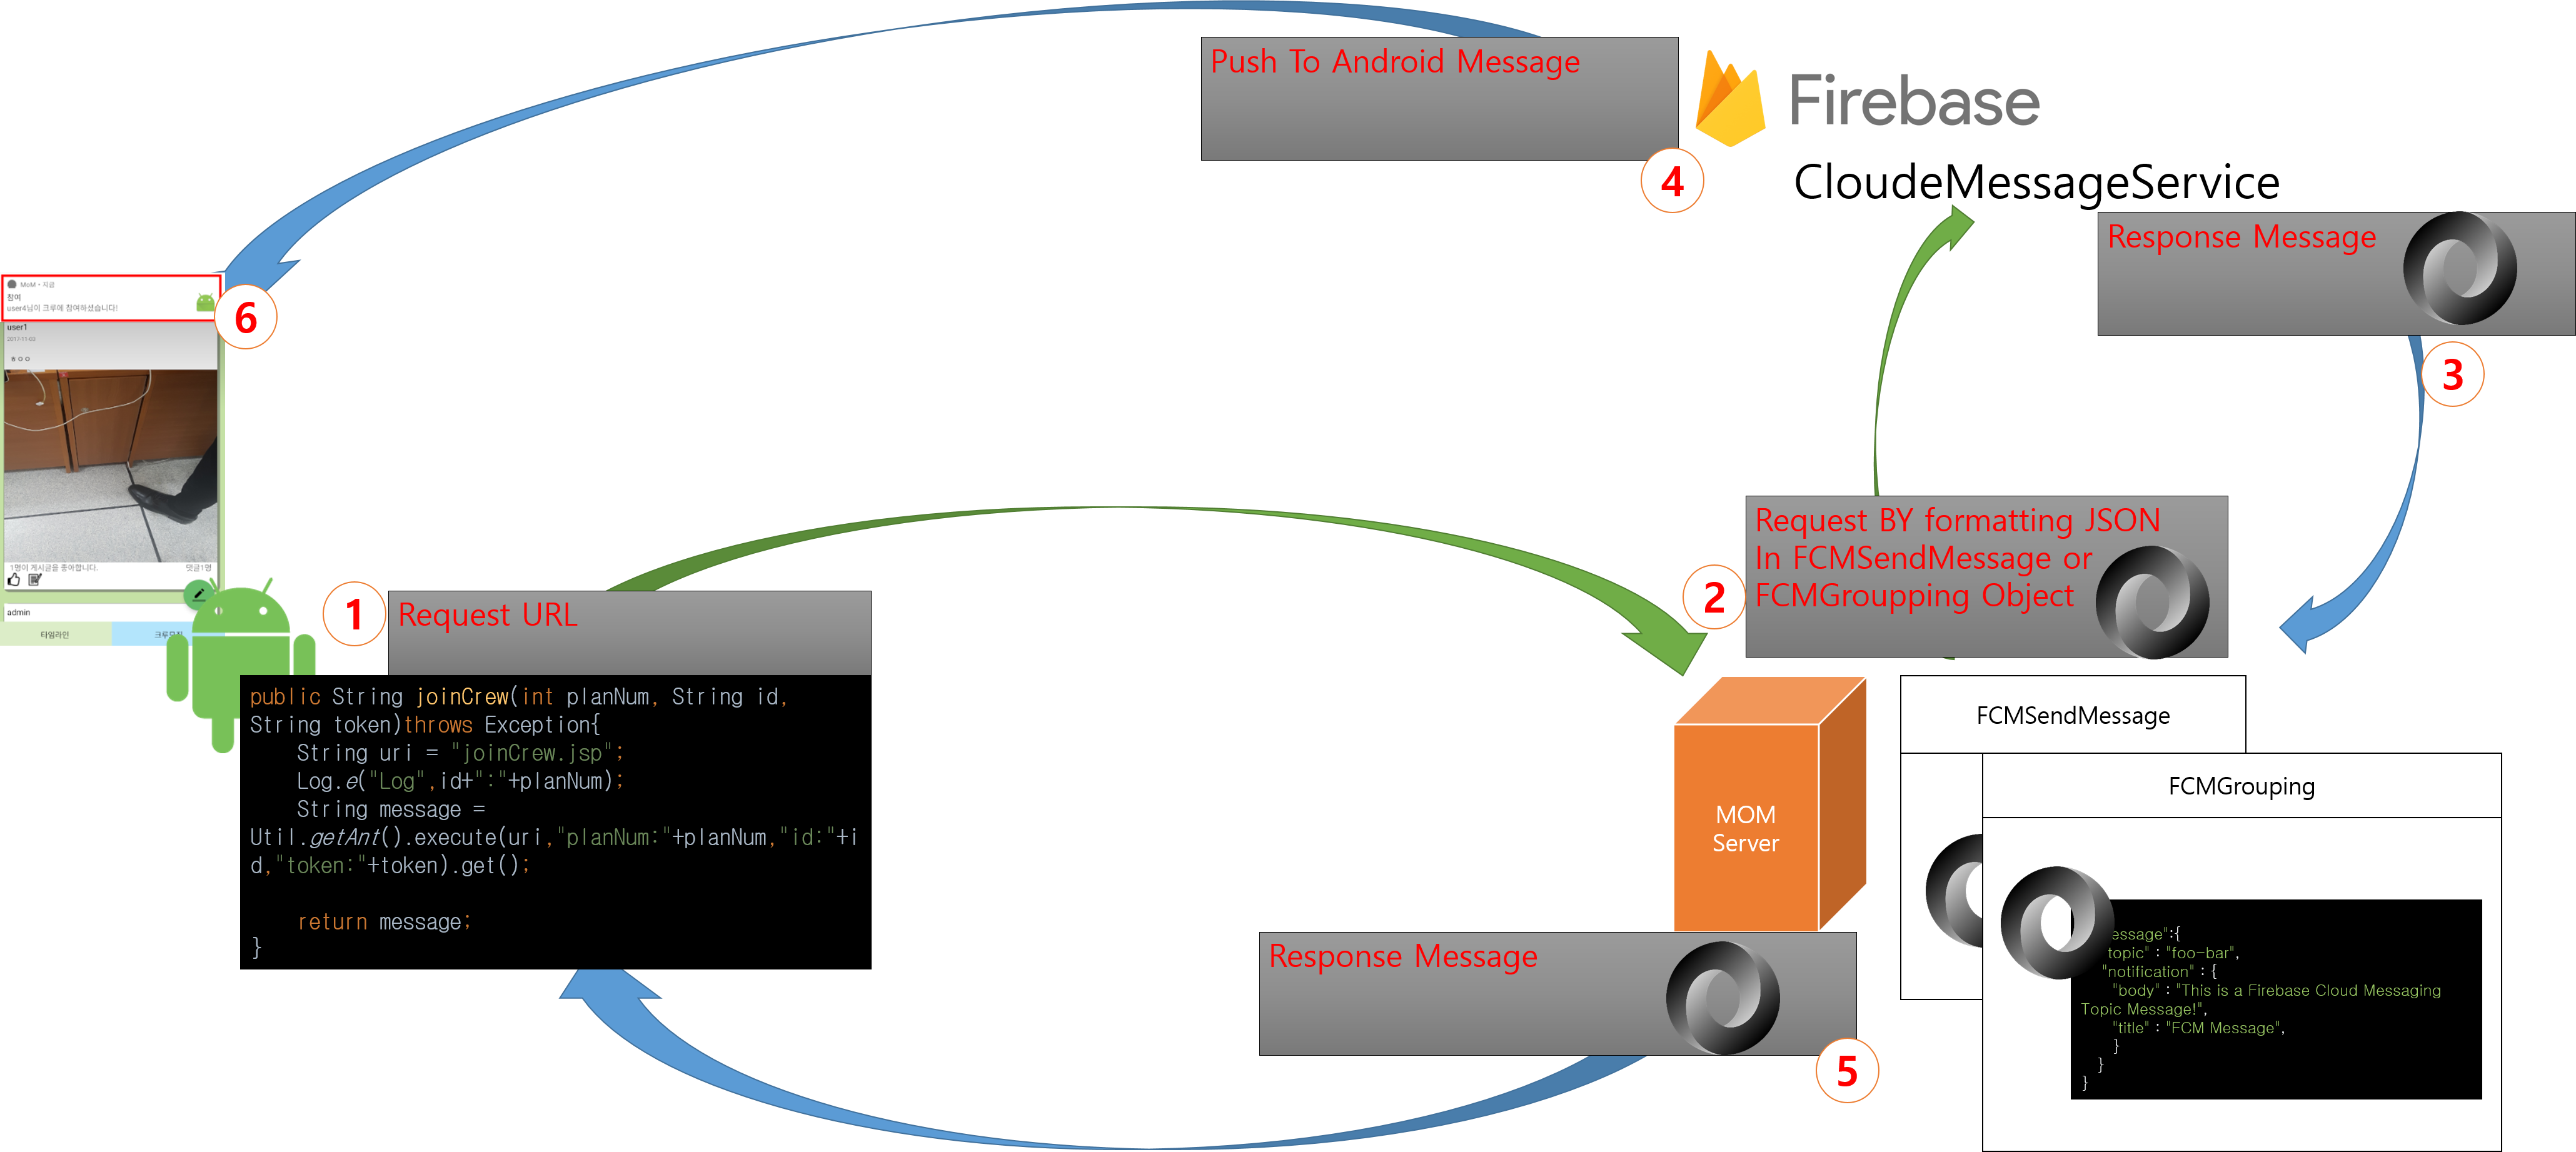 Push To Android Message
Firebase
4
CloudeMessageService
Response Message
3
MoM • 지금
참여
user4님이 크루에 참여하셨습니다!
6
user1
2017-11-03
ㅎㅇㅇ
1명이 게시글을 좋아합니다.
댓글1명
admin
타임라인
크루모집
1
Request URL
public String joinCrew(int planNum, String id,
String token)throws Exception{
String uri = "joinCrew.jsp";
Log.e("Log",id+":"+planNum);
String message =
Util.getAnt().execute(uri,"planNum:"+planNum,"id:"+i
d,"token:"+token).get();
return message;
}
2
Request BY formatting JSON
In FCMSendMessage or
FCMGroupping Object
MOM
Server
FCMSendMessage
FCMGrouping
essage":{
topic" : "foo-bar",
"notification" : {
"body" : "This is a Firebase Cloud Messaging
Topic Message!",
"title" : "FCM Message",
}
}
}
Response Message
5